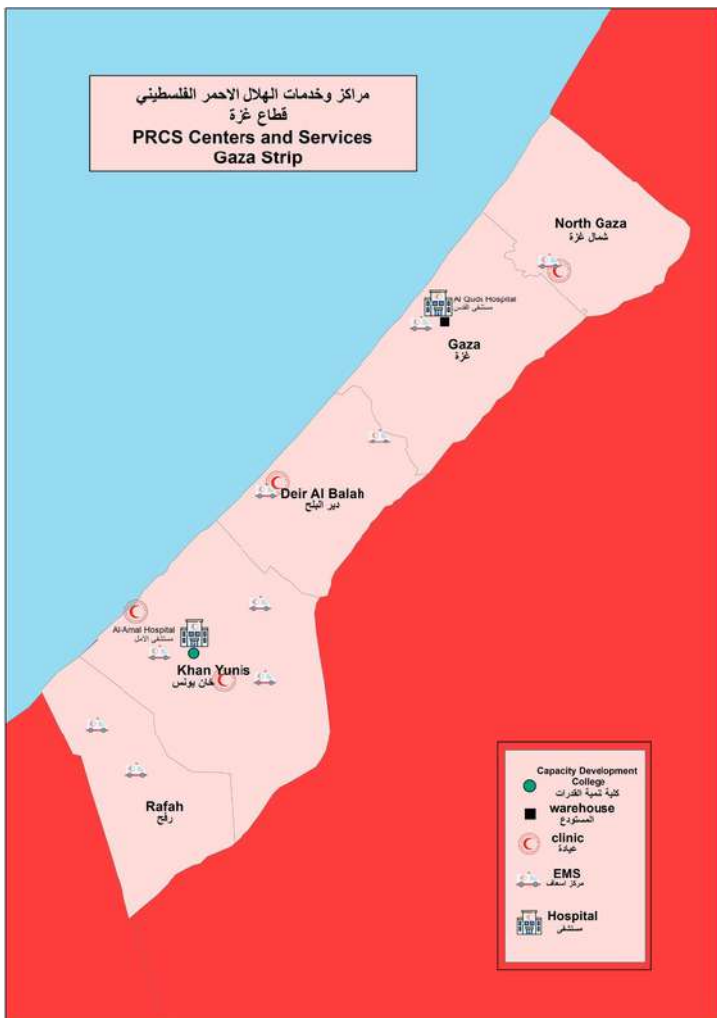 مراكز وخدمات الهلال الاحمر الفلسطيني
قطاع غزة
PRCS Centers and Services
Gaza Strip
North Gaza
شمال غزة
Al Quds Hospital
مستشفى القدس
Gaza
غزة
Deir Al Balah
دير البلح
Al-Amal Hospital
مستشفى الامل
Khan Yunis
خان يونس
Rafah
رفح
Capacity Development
College
كلية تنمية القدرات
warehouse
المستودع
clinic
عيادة
EMS
مركز اسعاف
Hospital
مستشفى